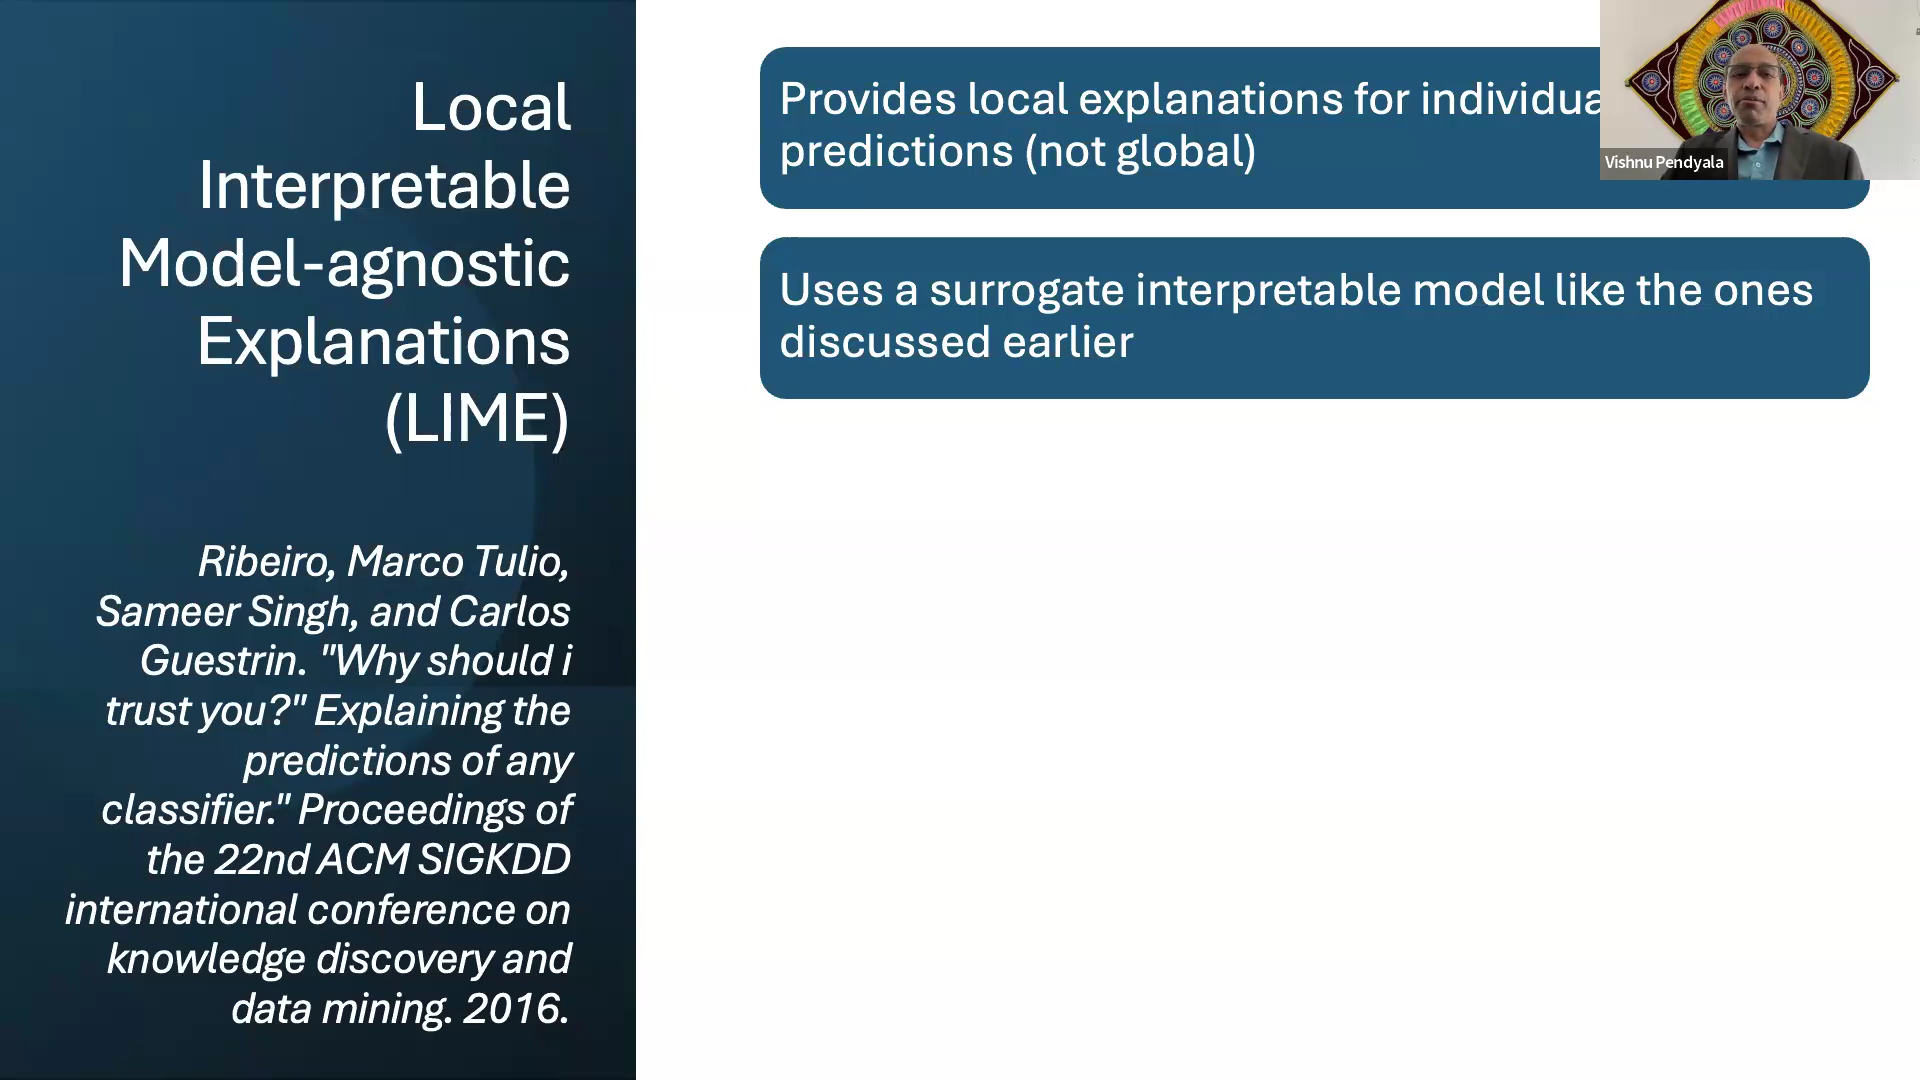 Local
Interpretable
Model-agnostic
Explanations
(LIME)
Ribeiro, Marco Tulio,
Sameer Singh, and Carlos
Guestrin. "Why should i
trust you?" Explaining the
predictions of any
classifier." Proceedings of
the 22nd ACM SIGKDD
international conference on
knowledge discovery and
data mining. 2016.
Provides local explanations for individua
predictions (not global)
Uses a surrogate interpretable model like the ones
discussed earlier
Vishnu Pendyala